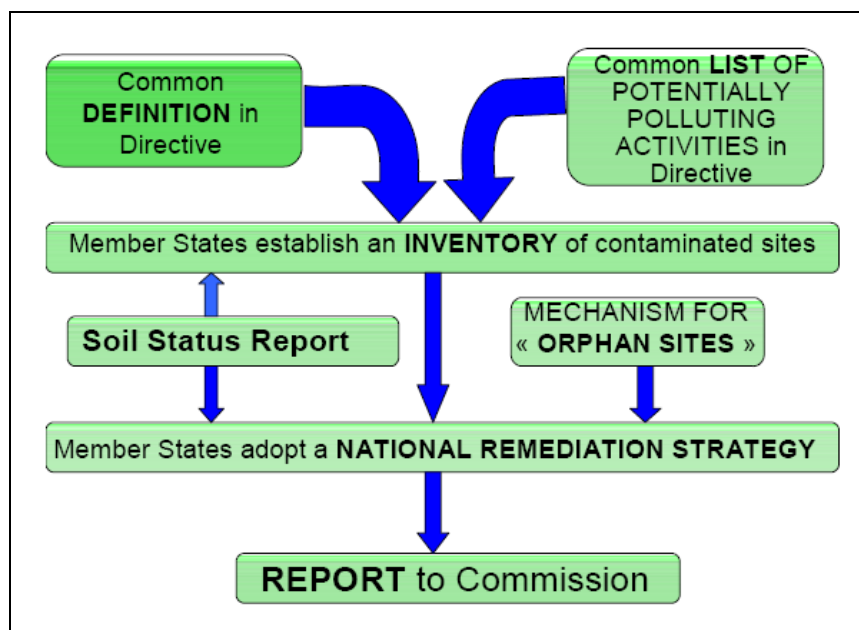 Common
DEFINITION in
Directive
Common LIST OF
POTENTIALLY
POLLUTING
ACTIVITIES in
Directive
Member States establish an INVENTORY of contaminated sites
Soil Status Report
MECHANISM FOR
« ORPHAN SITES »
Member States adopt a NATIONAL REMEDIATION STRATEGY
REPORT to Commission